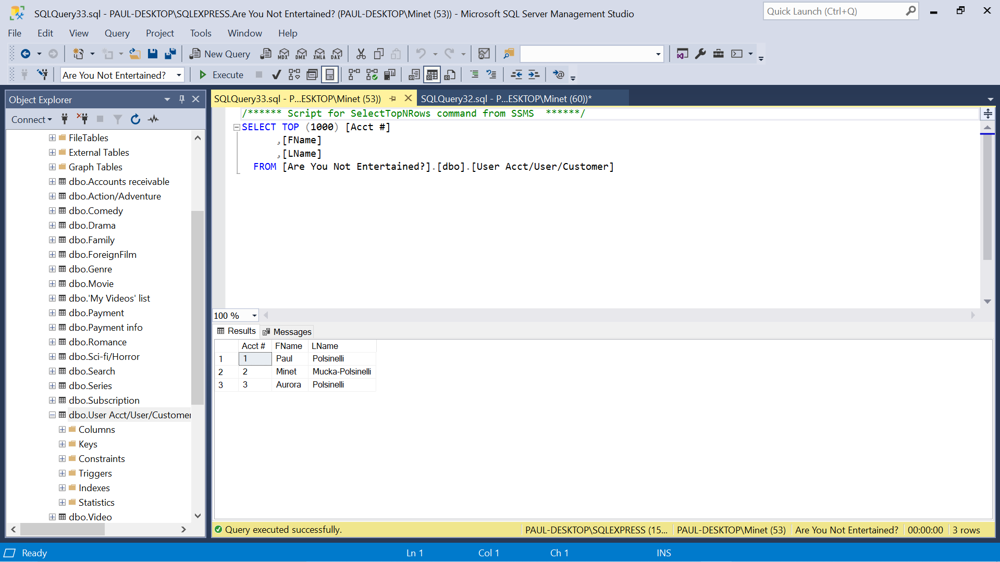 SQLQuery33.sql - PAUL-DESKTOP\SQLEXPRESS.Are You Not Entertained? (PAUL-DESKTOP\Minet (53)) - Microsoft SQL Server Management Studio
Quick Launch (Ctrl+Q)
File Edit View Query Project Tools Window Help
New Query MDX DMX XMLA DAX
Are You Not Entertained? Execute
Object Explorer
Connect
FileTables
External Tables
Graph Tables
dbo.Accounts receivable
dbo.Action/Adventure
dbo.Comedy
dbo.Drama
dbo.Family
dbo.ForeignFilm
dbo.Genre
dbo.Movie
dbo.'My Videos' list
dbo.Payment
dbo.Payment info
dbo.Romance
dbo.Sci-fi/Horror
dbo.Search
dbo.Series
dbo.Subscription
dbo.User Acct/User/Customer
Columns
Keys
Constraints
Triggers
Indexes
Statistics
dbo.Video
SQLQuery33.sql - P...ESKTOP\Minet (53)) SQLQuery32.sql - P...ESKTOP\Minet (60))*
/****** Script for SelectTopNRows command from SSMS  ******/
SELECT TOP (1000) [Acct #]
,[FName]
,[LName]
FROM [Are You Not Entertained?].[dbo].[User Acct/User/Customer]
100 %
Results Messages
Acct # FName LName
1 1 Paul Polsinelli
2 2 Minet Mucka-Polsinelli
3 3 Aurora Polsinelli
Query executed successfully. PAUL-DESKTOP\SQLEXPRESS (15... PAUL-DESKTOP\Minet (53) Are You Not Entertained? 00:00:00 3 rows
Ready Ln 1 Col 1 Ch 1 INS